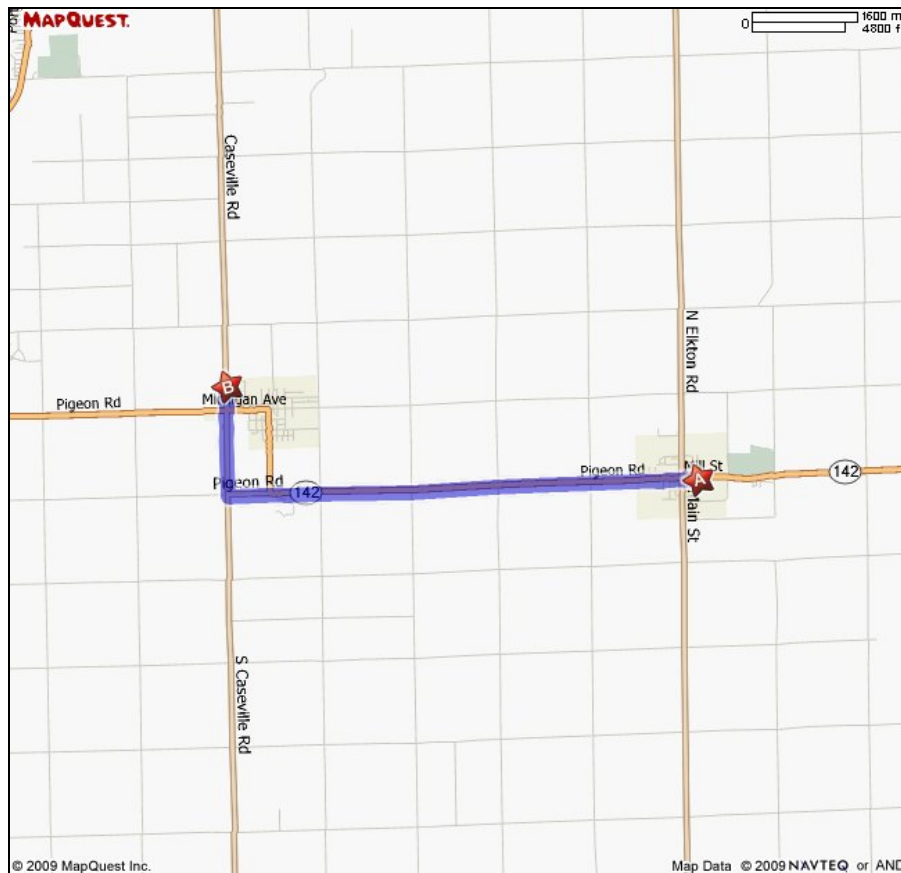 MAPQUEST.
0
1600 m
4800 f
Caseville Rd
N Elkton Rd
B
Pigeon Rd
Michigan Ave
Pigeon Rd
142
Pigeon Rd
Mill St
A
142
Main St
S Caseville Rd
© 2009 MapQuest Inc.
Map Data © 2009 NAVTEQ or AND